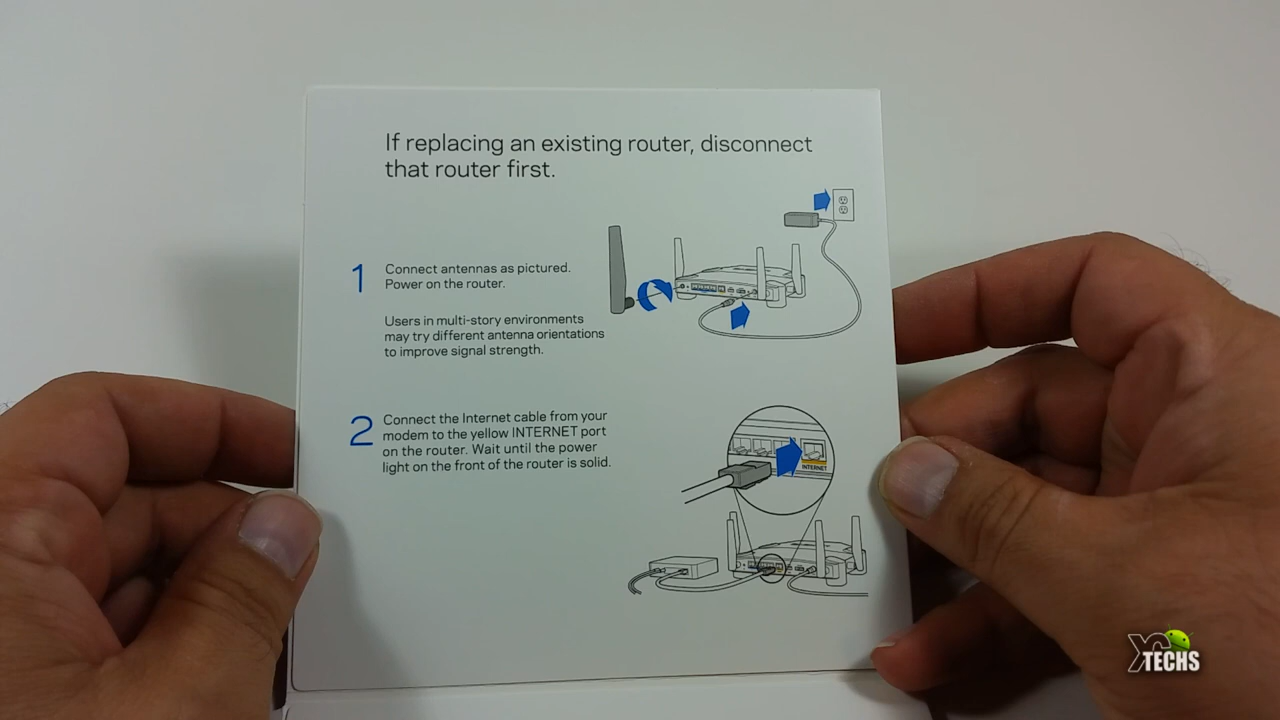 If replacing an existing router, disconnect
that router first.
1
Connect antennas as pictured.
Power on the router.
Users in multi-story environments
may try different antenna orientations
to improve signal strength.
2
Connect the Internet cable from your
modem to the yellow INTERNET port
on the router. Wait until the power
light on the front of the router is solid.
INTERNET
XR
TECHS